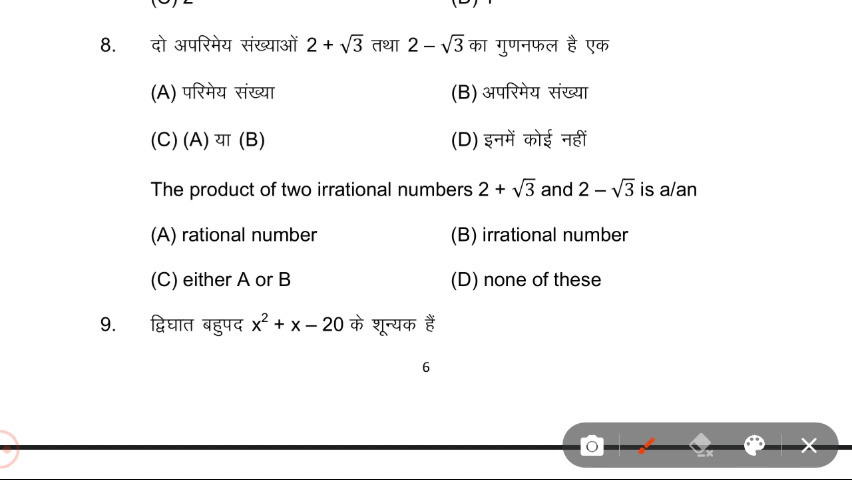 8. दो अपरिमेय संख्याओं 2 + √3 तथा 2 – √3 का गुणनफल है एक
(A) परिमेय संख्या (B) अपरिमेय संख्या
(C) (A) या (B) (D) इनमें कोई नहीं
The product of two irrational numbers 2 + √3 and 2 – √3 is a/an
(A) rational number (B) irrational number
(C) either A or B (D) none of these
9. द्विघात बहुपद x² + x – 20 के शून्यक हैं
6